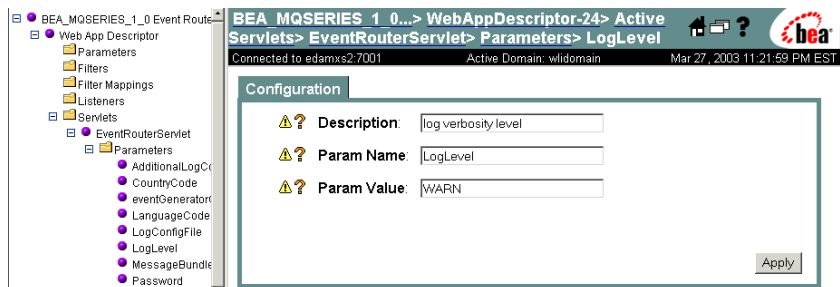 BEA_MQSERIES_1_0 Event Route
Web App Descriptor
Parameters
Filters
Filter Mappings
Listeners
Servlets
EventRouterServlet
Parameters
AdditionalLogCo
CountryCode
eventGenerator
LanguageCode
LogConfigFile
LogLevel
MessageBundle
Password
BEA_MQSERIES_1_0...> WebAppDescriptor-24> Active
Servlets> EventRouterServlet> Parameters> LogLevel
bea
Connected to edamxs2:7001 Active Domain: wlidomain Mar 27, 2003 11:21:59 PM EST
Configuration
Description: log verbosity level
Param Name: LogLevel
Param Value: WARN
Apply